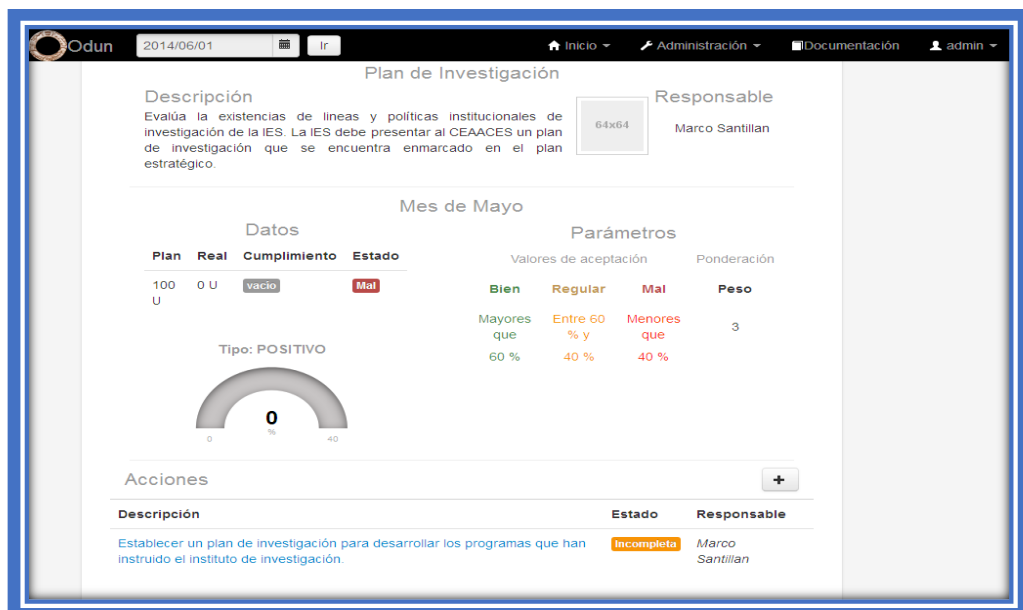 Odun 2014/06/01 Ir Inicio Administración Documentación admin
Plan de Investigación
Descripción
Evalúa la existencias de lineas y políticas institucionales de
investigación de la IES. La IES debe presentar al CEAACES un plan
de investigación que se encuentra enmarcado en el plan
estratégico.
64x64
Responsable
Marco Santillan
Mes de Mayo
Datos
Plan Real Cumplimiento Estado
100 U 0 U vacio Mal
Tipo: POSITIVO
0
%
0 40
Parámetros
Valores de aceptación Ponderación
Bien Regular Mal Peso
Mayores Entre 60 Menores
que % y que 3
60 % 40 % 40 %
Acciones +
Descripción Estado Responsable
Establecer un plan de investigación para desarrollar los programas que han Incompleta Marco
instruido el instituto de investigación. Santillan